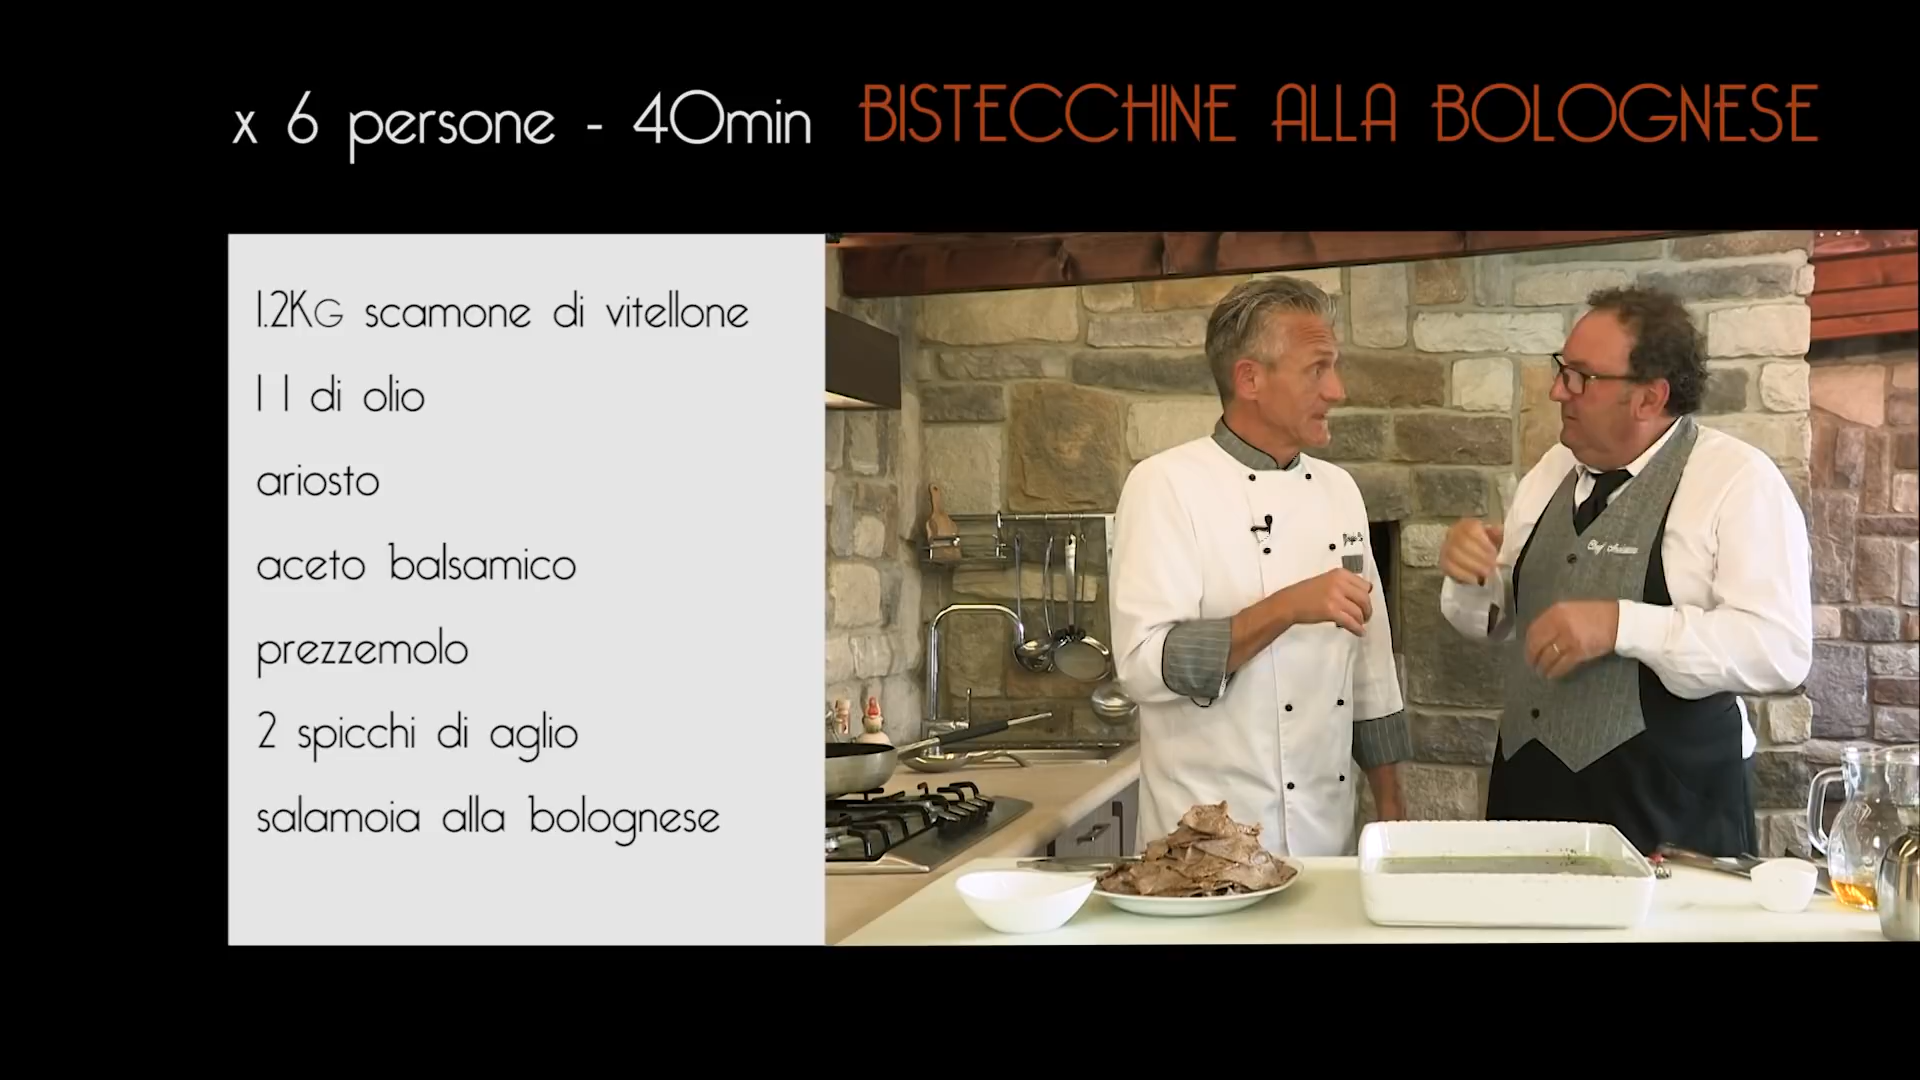 x 6 persone - 40min
BISTECCHINE ALLA BOLOGNESE
1.2KG scamone di vitellone
1 l di olio
ariosto
aceto balsamico
prezzemolo
2 spicchi di aglio
salamoia alla bolognese
Chef